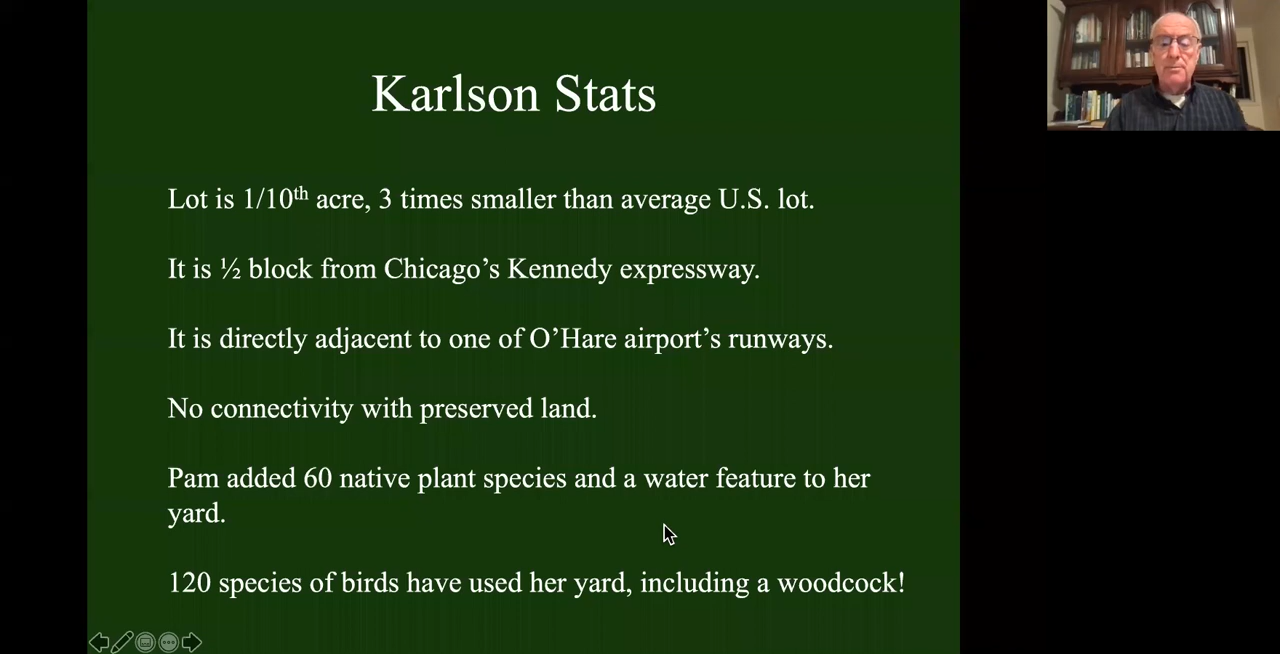 Karlson Stats
Lot is 1/10th acre, 3 times smaller than average U.S. lot.
It is ½ block from Chicago’s Kennedy expressway.
It is directly adjacent to one of O’Hare airport’s runways.
No connectivity with preserved land.
Pam added 60 native plant species and a water feature to her
yard.
120 species of birds have used her yard, including a woodcock!